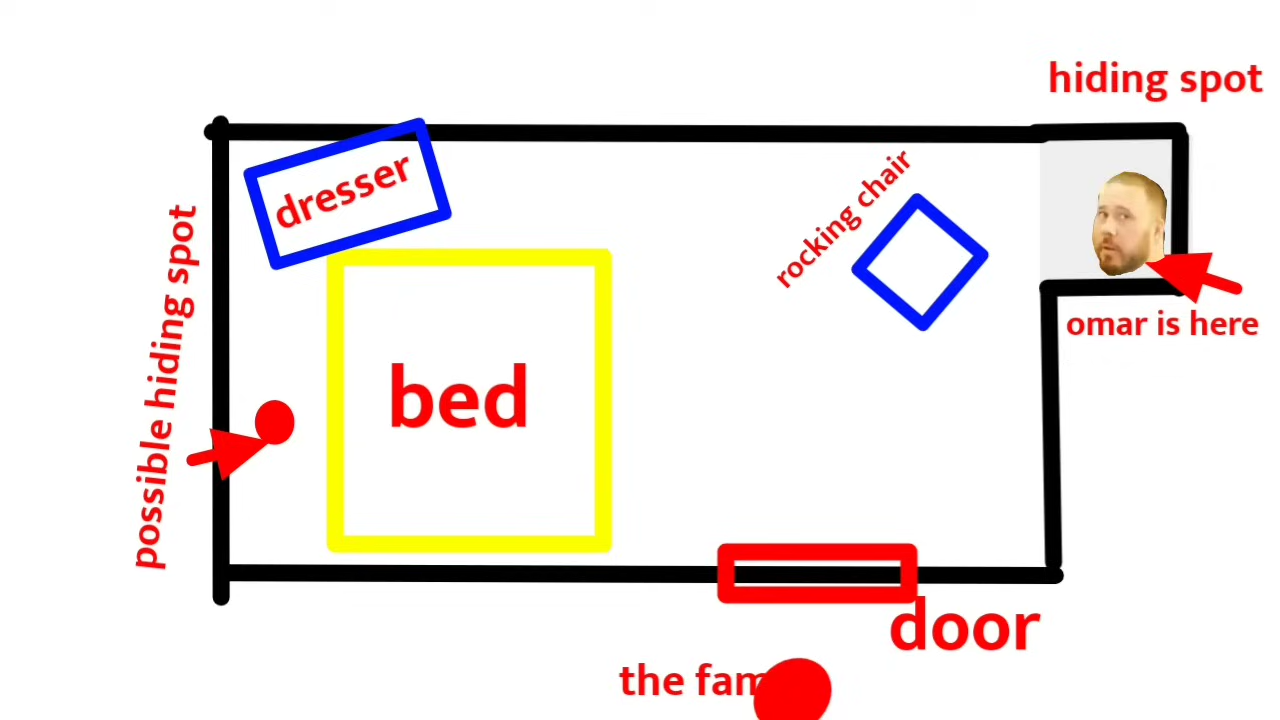 hiding spot
dresser
rocking chair
possible hiding spot
omar is here
bed
door
the fam